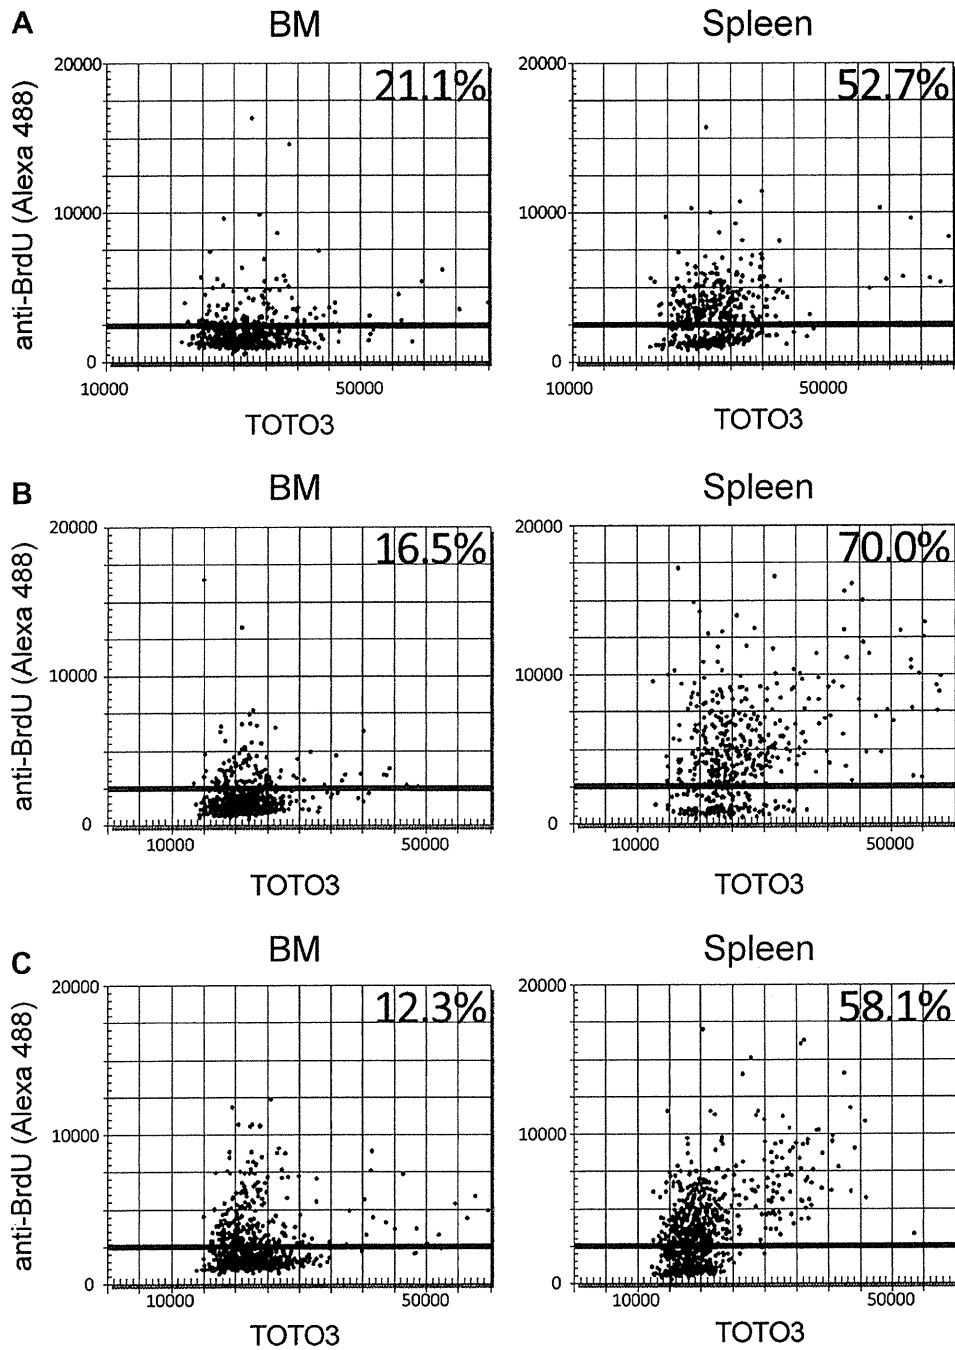 A
BM
Spleen
anti-BrdU (Alexa 488)
20000
21.1%
10000
0
10000
50000
TOTO3
20000
52.7%
10000
0
10000
50000
TOTO3
B
BM
Spleen
anti-BrdU (Alexa 488)
20000
16.5%
10000
0
10000
50000
TOTO3
20000
70.0%
10000
0
10000
50000
TOTO3
C
BM
Spleen
anti-BrdU (Alexa 488)
20000
12.3%
10000
0
10000
50000
TOTO3
20000
58.1%
10000
0
10000
50000
TOTO3